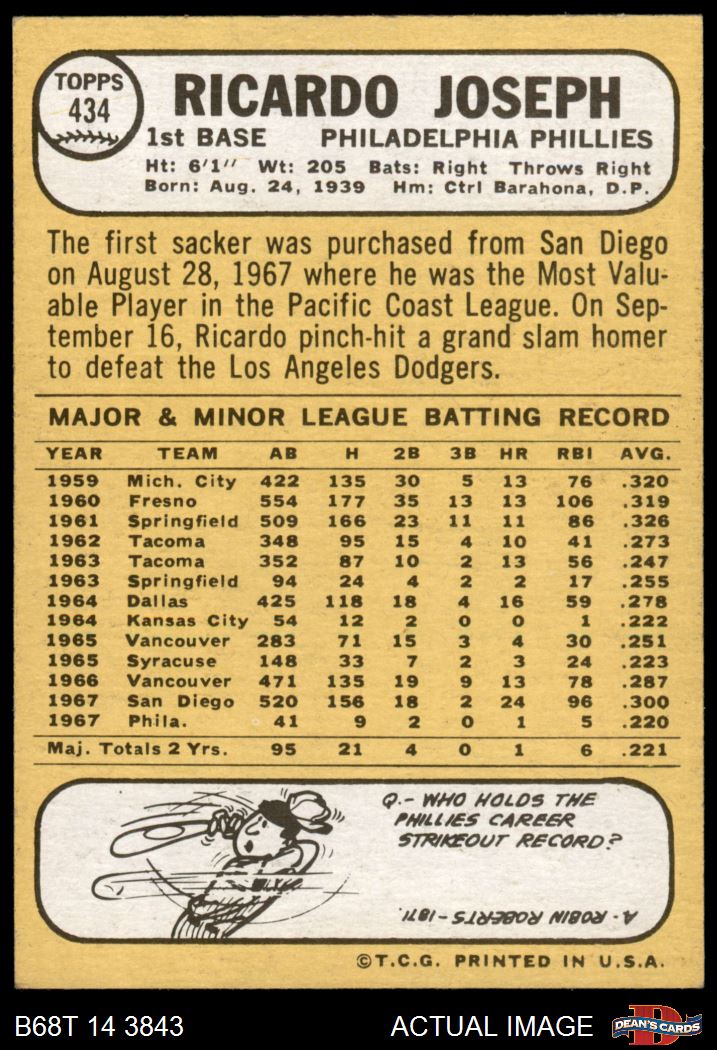 TOPPS
434
RICARDO JOSEPH
1st BASE PHILADELPHIA PHILLIES
Ht: 6'1" Wt: 205 Bats: Right Throws Right
Born: Aug. 24, 1939 Hm: Ctrl Barahona, D.P.
The first sacker was purchased from San Diego
on August 28, 1967 where he was the Most Valu-
able Player in the Pacific Coast League. On Sep-
tember 16, Ricardo pinch-hit a grand slam homer
to defeat the Los Angeles Dodgers.
MAJOR & MINOR LEAGUE BATTING RECORD
YEAR TEAM AB H 2B 3B HR RBI AVG.
1959 Mich. City 422 135 30 5 13 76 .320
1960 Fresno 554 177 35 13 13 106 .319
1961 Springfield 509 166 23 11 11 86 .326
1962 Tacoma 348 95 15 4 10 41 .273
1963 Tacoma 352 87 10 2 13 56 .247
1963 Springfield 94 24 4 2 2 17 .255
1964 Dallas 425 118 18 4 16 59 .278
1964 Kansas City 54 12 2 0 0 1 .222
1965 Vancouver 283 71 15 3 4 30 .251
1965 Syracuse 148 33 7 2 3 24 .223
1966 Vancouver 471 135 19 9 13 78 .287
1967 San Diego 520 156 18 2 24 96 .300
1967 Phila. 41 9 2 0 1 5 .220
Maj. Totals 2 Yrs. 95 21 4 0 1 6 .221
Q.- WHO HOLDS THE
PHILLIES CAREER
STRIKEOUT RECORD?
A- ROBIN ROBERTS-1871.
©T.C.G. PRINTED IN U.S.A.
B68T 14 3843 ACTUAL IMAGE DEAN'S CARDS